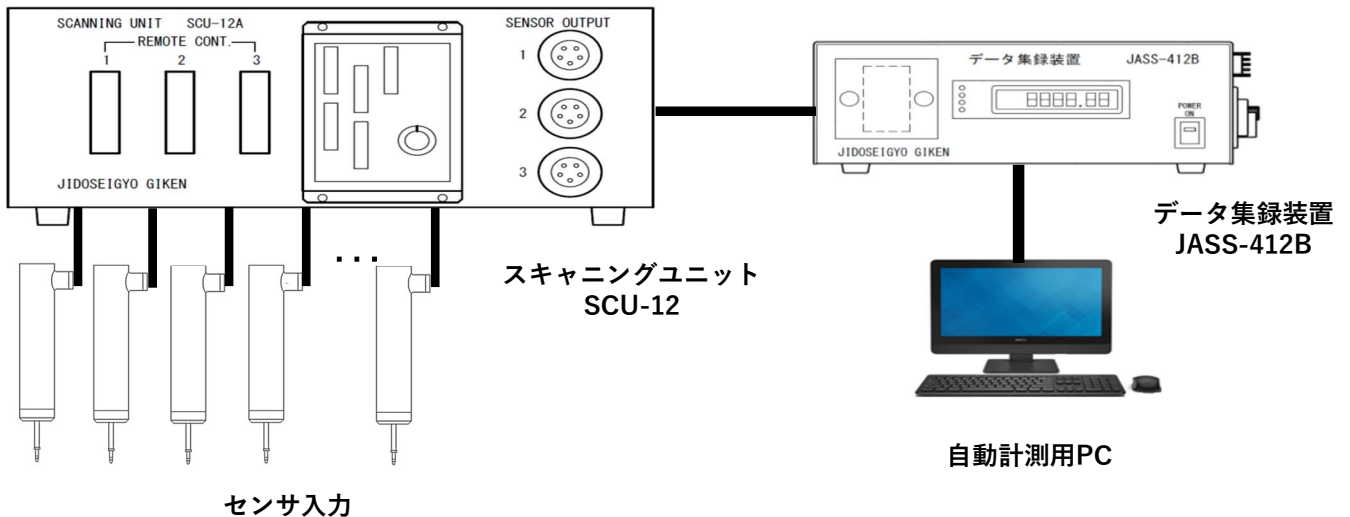 SCANNING UNIT SCU-12A
REMOTE CONT.
1 2 3
JIDOSEIGYO GIKEN
SENSOR OUTPUT
1
2
3
データ集録装置 JASS-412B
8888.88
POWER
ON
JIDOSEIGYO GIKEN
データ集録装置
JASS-412B
...
スキャニングユニット
SCU-12
自動計測用PC
センサ入力